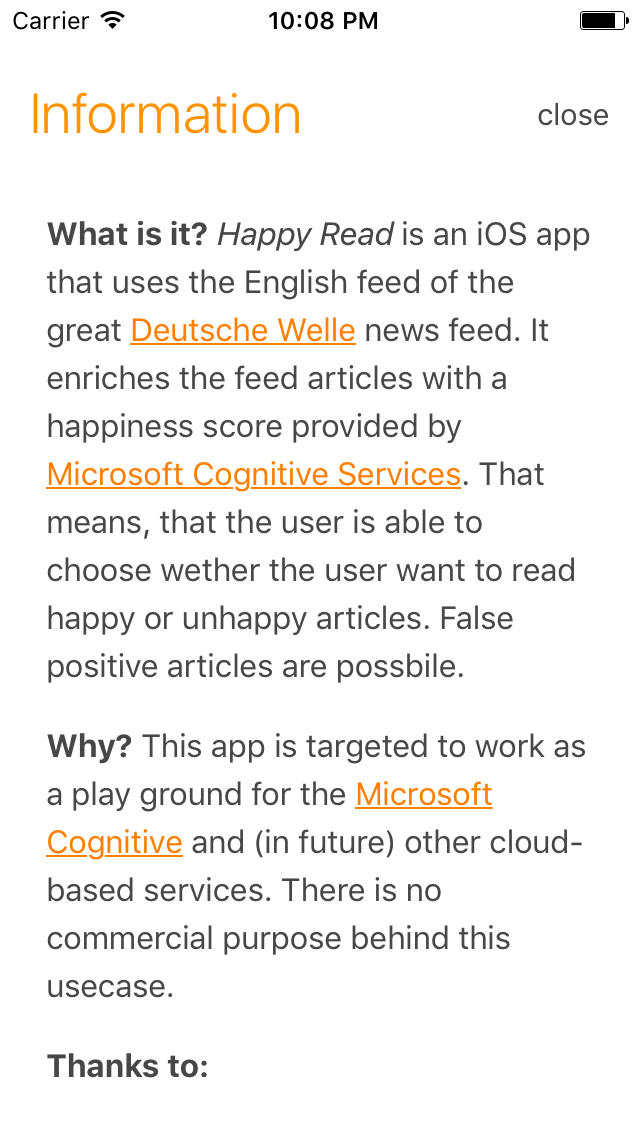 Carrier 10:08 PM
Information close
What is it? Happy Read is an iOS app
that uses the English feed of the
great Deutsche Welle news feed. It
enriches the feed articles with a
happiness score provided by
Microsoft Cognitive Services. That
means, that the user is able to
choose wether the user want to read
happy or unhappy articles. False
positive articles are possbile.
Why? This app is targeted to work as
a play ground for the Microsoft
Cognitive and (in future) other cloud-
based services. There is no
commercial purpose behind this
usecase.
Thanks to: